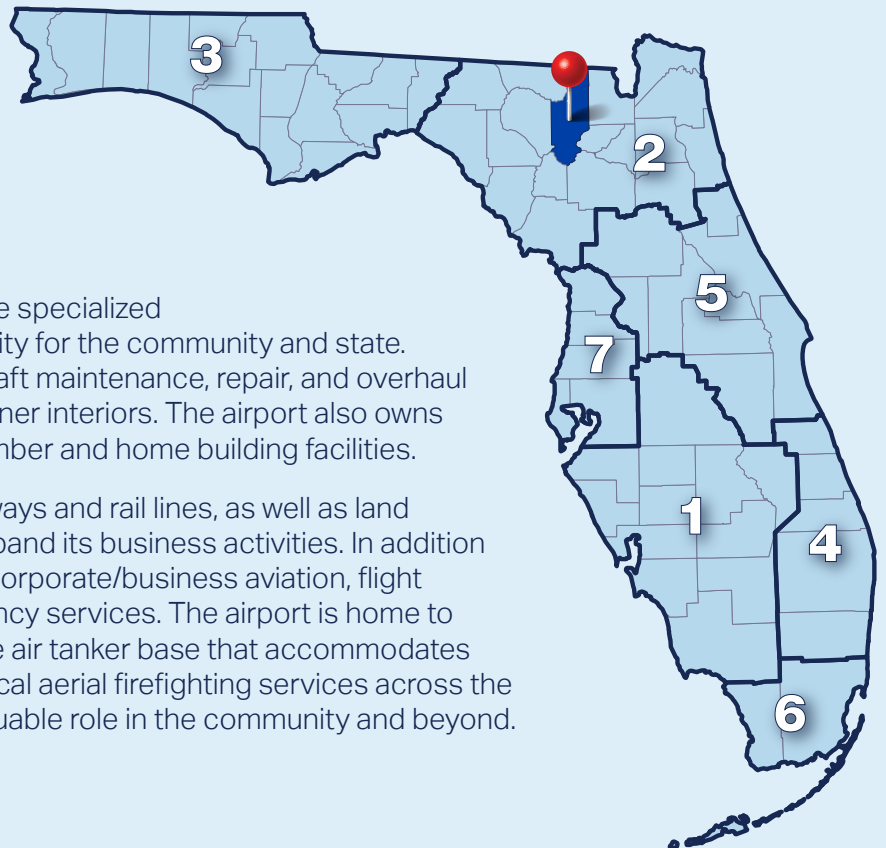 3
2
5
7
1
4
6
e specialized
ity for the community and state.
aft maintenance, repair, and overhaul
ner interiors. The airport also owns
mber and home building facilities.
ways and rail lines, as well as land
pand its business activities. In addition
corporate/business aviation, flight
ncy services. The airport is home to
e air tanker base that accommodates
cal aerial firefighting services across the
uable role in the community and beyond.